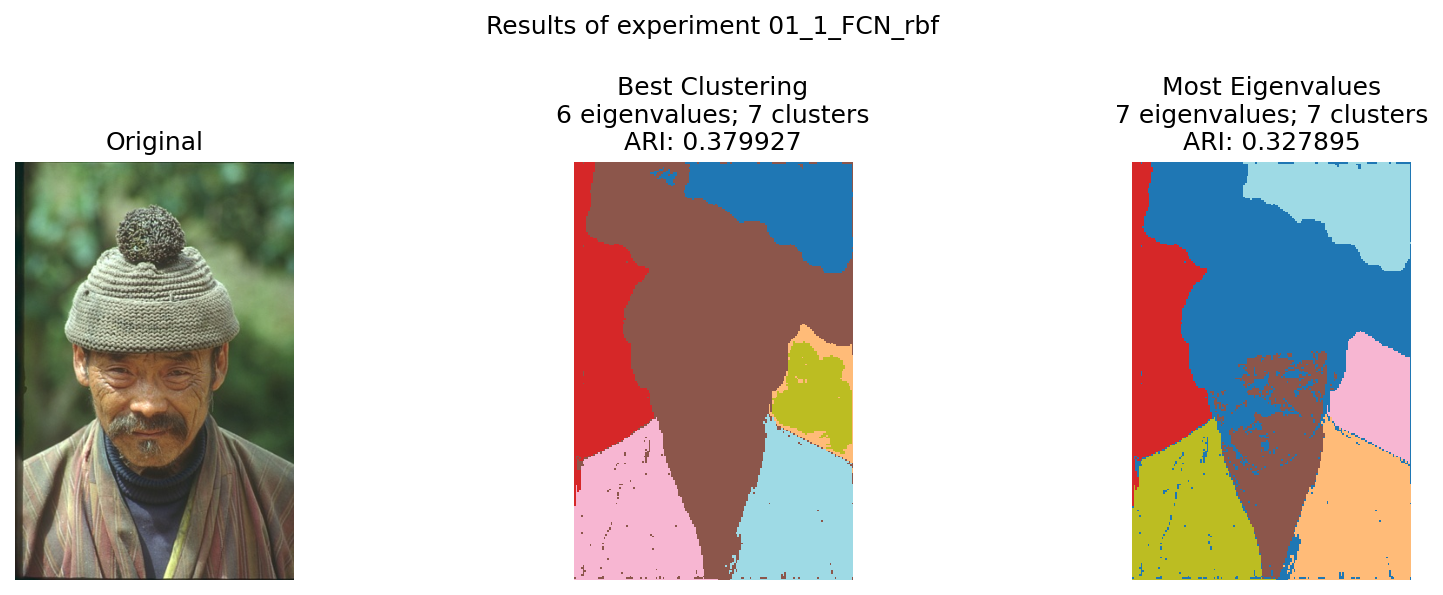 Results of experiment 01_1_FCN_rbf
Original
Best Clustering
6 eigenvalues; 7 clusters
ARI: 0.379927
Most Eigenvalues
7 eigenvalues; 7 clusters
ARI: 0.327895